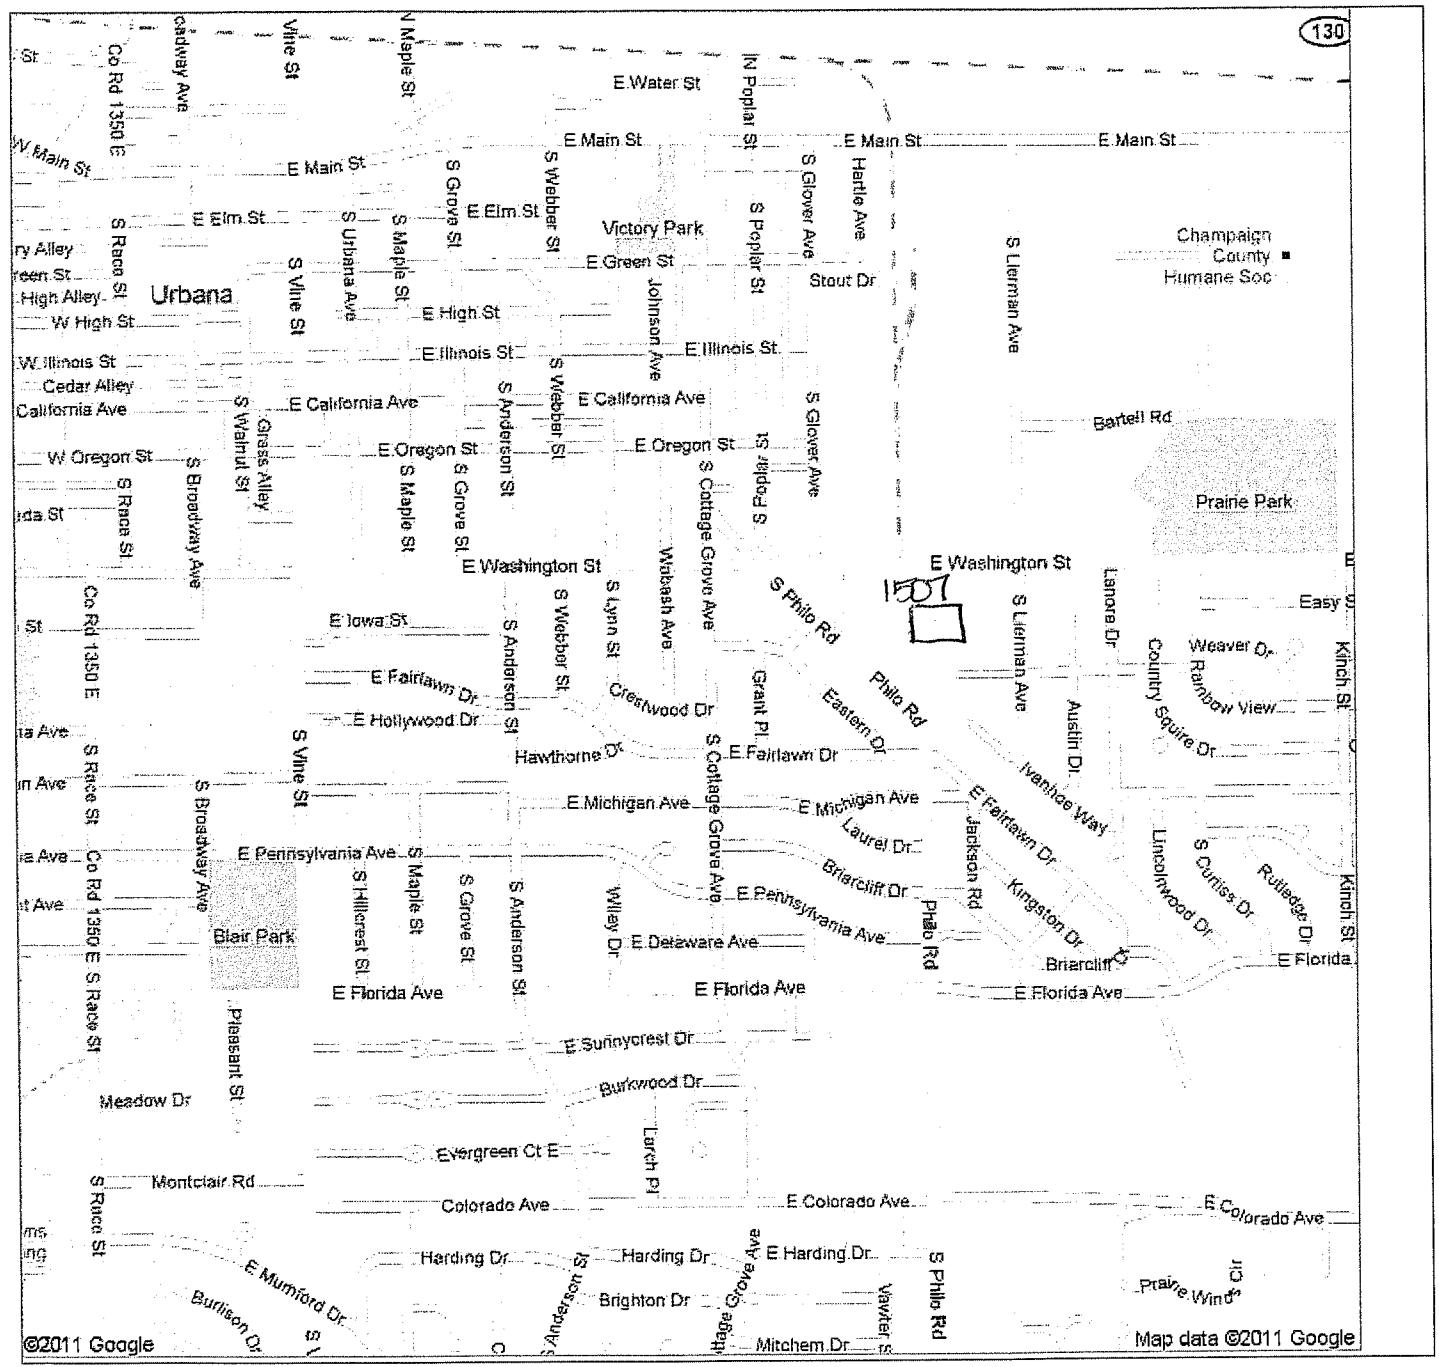 130
St
Co Rd 1350 E
adway Ave
Vine St
N Maple St
E Water St
N Poplar St
W Main St
E Main St
E Main St
E Main St
E Main St
S Grove St
S Webber St
S Glover Ave
Hartle Ave
S Race St
E Elm St
S Urbana Ave
S Maple St
E Elm St
Victory Park
S Poplar St
S Lierman Ave
Champaign
County
Humane Soc
ry Alley
reen St
High Alley
Urbana
S Vine St
E Green St
Johnson Ave
Stout Dr
W High St
E High St
W Illinois St
E Illinois St
E Illinois St
Cedar Alley
California Ave
S Walnut St
Grass Alley
E California Ave
S Anderson St
S Webber St
E California Ave
S Glover Ave
Bartell Rd
W Oregon St
E Oregon St
E Oregon St
S Poplar St
S Broadway Ave
S Race St
S Maple St
S Grove St
S Cottage Grove Ave
Prairie Park
da St
E Washington St
E Washington St
1507
Wabash Ave
S Philo Rd
Lanore Dr
Easy S
Co Rd 1350 E
St
E Iowa St
S Anderson St
S Webber St
S Lynn St
S Lierman Ave
Country Squire Dr
Weaver Dr
Rainbow View
Kinch St
E Fairlawn Dr
Crestwood Dr
Grant Pl
Eastern Dr
Philo Rd
Austin Dr
E Hollywood Dr
ta Ave
S Race St
S Vine St
Hawthorne Dr
S Cottage Grove Ave
E Fairlawn Dr
Ivanhoe Way
n Ave
S Broadway Ave
E Michigan Ave
E Michigan Ave
E Fairlawn Dr
Laurel Dr
Jackson Rd
Lincolnwood Dr
S Curtiss Dr
Rutledge Dr
Kinch St
ia Ave
Co Rd 1350 E
E Pennsylvania Ave
S Hillcrest St
S Maple St
S Grove St
S Anderson St
Wiley Dr
Briarcliff Dr
E Pennsylvania Ave
Philo Rd
Kingston Dr
t Ave
Blair Park
E Delaware Ave
Briarcliff Dr
E Florida
S Race St
E Florida Ave
E Florida Ave
E Florida Ave
Pleasant St
E Sunnycrest Dr
Burkwood Dr
Meadow Dr
Larch Pl
Evergreen Ct E
S Race St
Montclair Rd
Colorado Ave
E Colorado Ave
E Colorado Ave
ms
ng
E Mumford Dr
Harding Dr
S Anderson St
Harding Dr
ttage Grove Ave
E Harding Dr
S Philo Rd
Prairie Winds Cir
Burlison Dr
Brighton Dr
Vawter S
Mitchem Dr
©2011 Google
Map data ©2011 Google